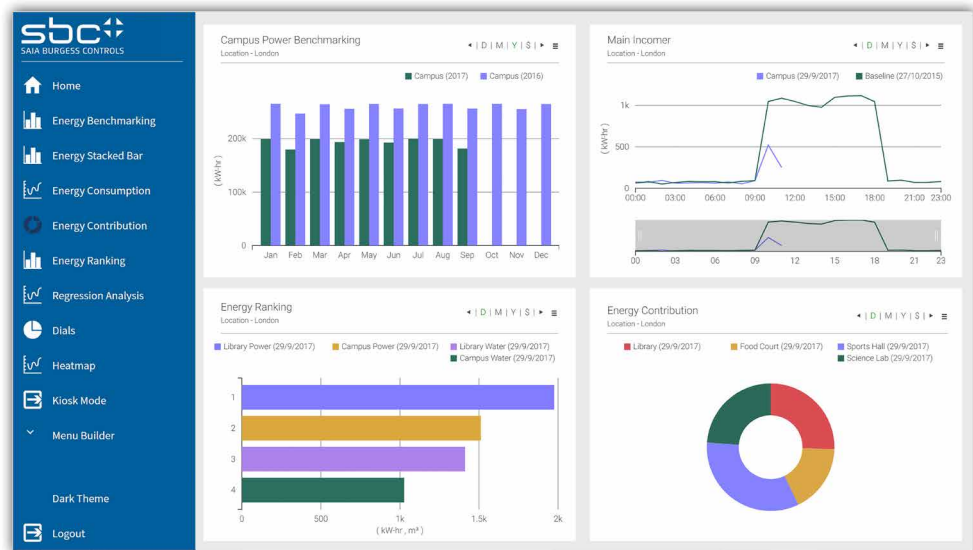 sbc
SAIA BURGESS CONTROLS
Home
Energy Benchmarking
Energy Stacked Bar
Energy Consumption
Energy Contribution
Energy Ranking
Regression Analysis
Dials
Heatmap
Kiosk Mode
Menu Builder
Dark Theme
Logout
Campus Power Benchmarking
Location - London
| D | M | Y | S |
Campus (2017) Campus (2016)
200k
100k
0
( kW-hr )
Jan Feb Mar Apr May Jun Jul Aug Sep Oct Nov Dec
Main Incomer
Location - London
| D | M | Y | S |
Campus (29/9/2017) Baseline (27/10/2015)
1k
500
0
( kW-hr )
00:00 03:00 06:00 09:00 12:00 15:00 18:00 21:00 23:00
00 03 06 09 12 15 18 21 23
Energy Ranking
Location - London
| D | M | Y | S |
Library Power (29/9/2017) Campus Power (29/9/2017) Library Water (29/9/2017)
Campus Water (29/9/2017)
1
2
3
4
0 500 1k 1.5k 2k
( kW-hr , m³ )
Energy Contribution
Location - London
| D | M | Y | S |
Library (29/9/2017) Food Court (29/9/2017) Sports Hall (29/9/2017)
Science Lab (29/9/2017)